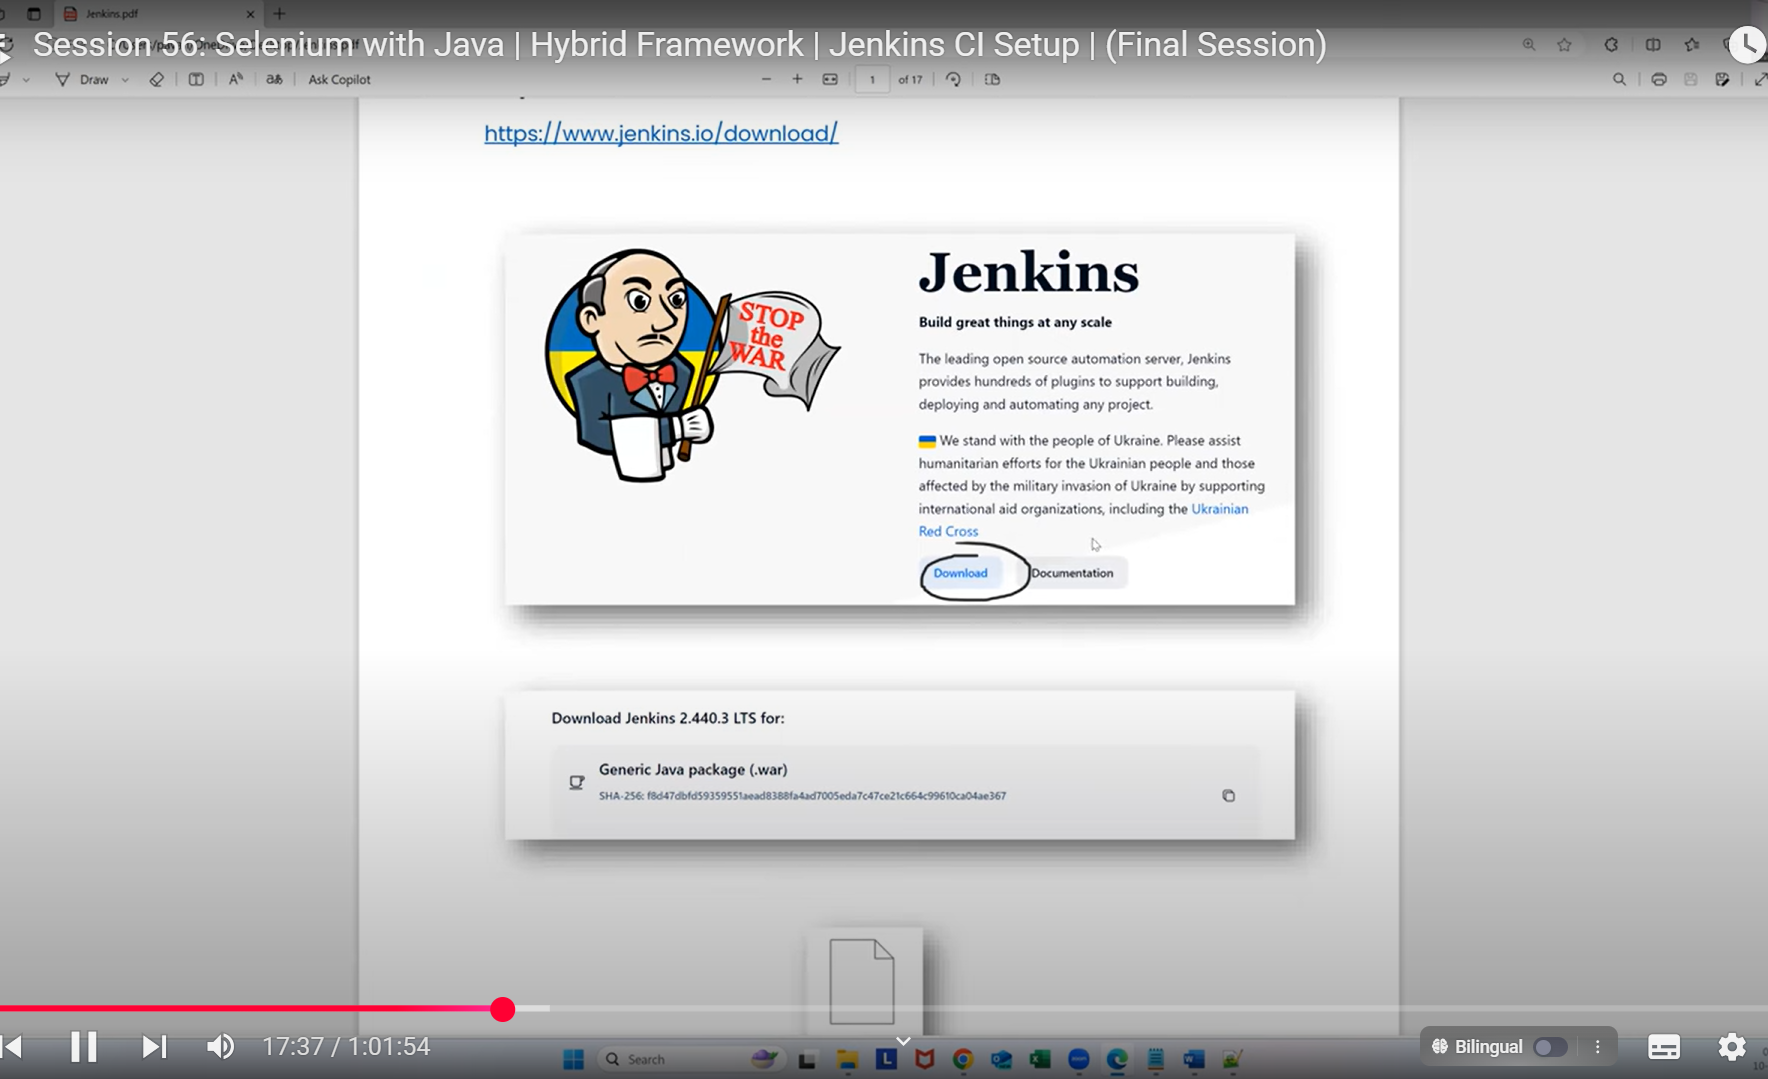 Jenkins.pdf
Session 56: Selenium with Java | Hybrid Framework | Jenkins CI Setup | (Final Session)
Draw
Ask Copilot
1 of 17
https://www.jenkins.io/download/
STOP
the
WAR
Jenkins
Build great things at any scale
The leading open source automation server, Jenkins
provides hundreds of plugins to support building,
deploying and automating any project.
We stand with the people of Ukraine. Please assist
humanitarian efforts for the Ukrainian people and those
affected by the military invasion of Ukraine by supporting
international aid organizations, including the Ukrainian
Red Cross
Download Documentation
Download Jenkins 2.440.3 LTS for:
Generic Java package (.war)
SHA-256: f8d47dbfd59359551aead8388fa4ad7005eda7c47ce21c664c99610ca04ae367
17:37 / 1:01:54
Search
Bilingual